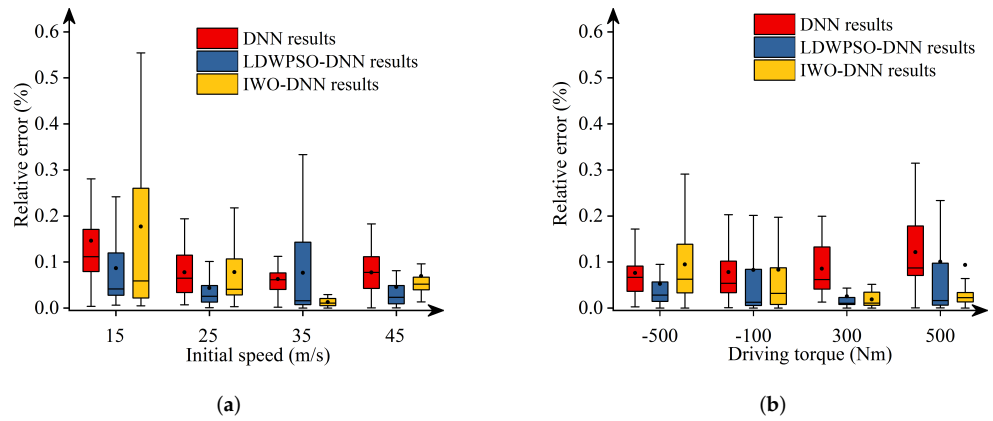 0.6
0.5
0.4
0.3
0.2
0.1
0.0
Relative error (%)
DNN results
LDWPSO-DNN results
IWO-DNN results
15 25 35 45
Initial speed (m/s)
(a)
0.6
0.5
0.4
0.3
0.2
0.1
0.0
Relative error (%)
DNN results
LDWPSO-DNN results
IWO-DNN results
-500 -100 300 500
Driving torque (Nm)
(b)